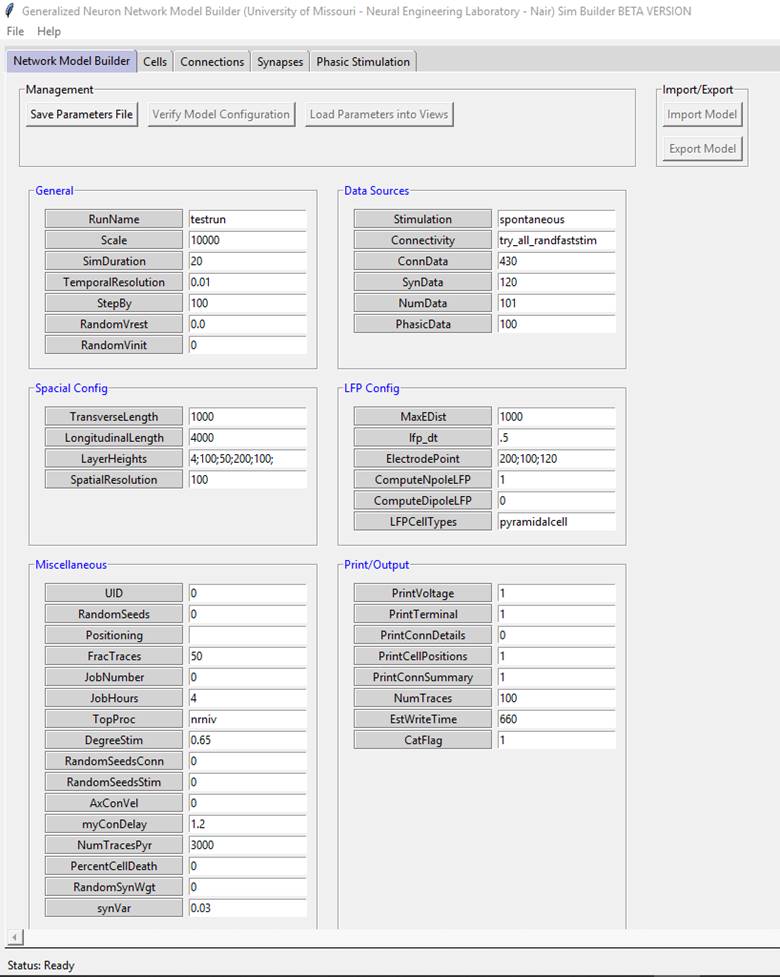 Generalized Neuron Network Model Builder (University of Missouri - Neural Engineering Laboratory - Nair) Sim Builder BETA VERSION
File Help
Network Model Builder Cells Connections Synapses Phasic Stimulation
Management
Save Parameters File Verify Model Configuration Load Parameters into Views
Import/Export
Import Model
Export Model
General
RunName testrun
Scale 10000
SimDuration 20
TemporalResolution 0.01
StepBy 100
RandomVrest 0.0
RandomVinit 0
Data Sources
Stimulation spontaneous
Connectivity try_all_randfaststim
ConnData 430
SynData 120
NumData 101
PhasicData 100
Spacial Config
TransverseLength 1000
LongitudinalLength 4000
LayerHeights 4;100;50;200;100;
SpatialResolution 100
LFP Config
MaxEDist 1000
lfp_dt .5
ElectrodePoint 200;100;120
ComputeNpoleLFP 1
ComputeDipoleLFP 0
LFPCellTypes pyramidalcell
Miscellaneous
UID 0
RandomSeeds 0
Positioning
FracTraces 50
JobNumber 0
JobHours 4
TopProc nrniv
DegreeStim 0.65
RandomSeedsConn 0
RandomSeedsStim 0
AxConVel 0
myConDelay 1.2
NumTracesPyr 3000
PercentCellDeath 0
RandomSynWgt 0
synVar 0.03
Print/Output
PrintVoltage 1
PrintTerminal 1
PrintConnDetails 0
PrintCellPositions 1
PrintConnSummary 1
NumTraces 100
EstWriteTime 660
CatFlag 1
Status: Ready